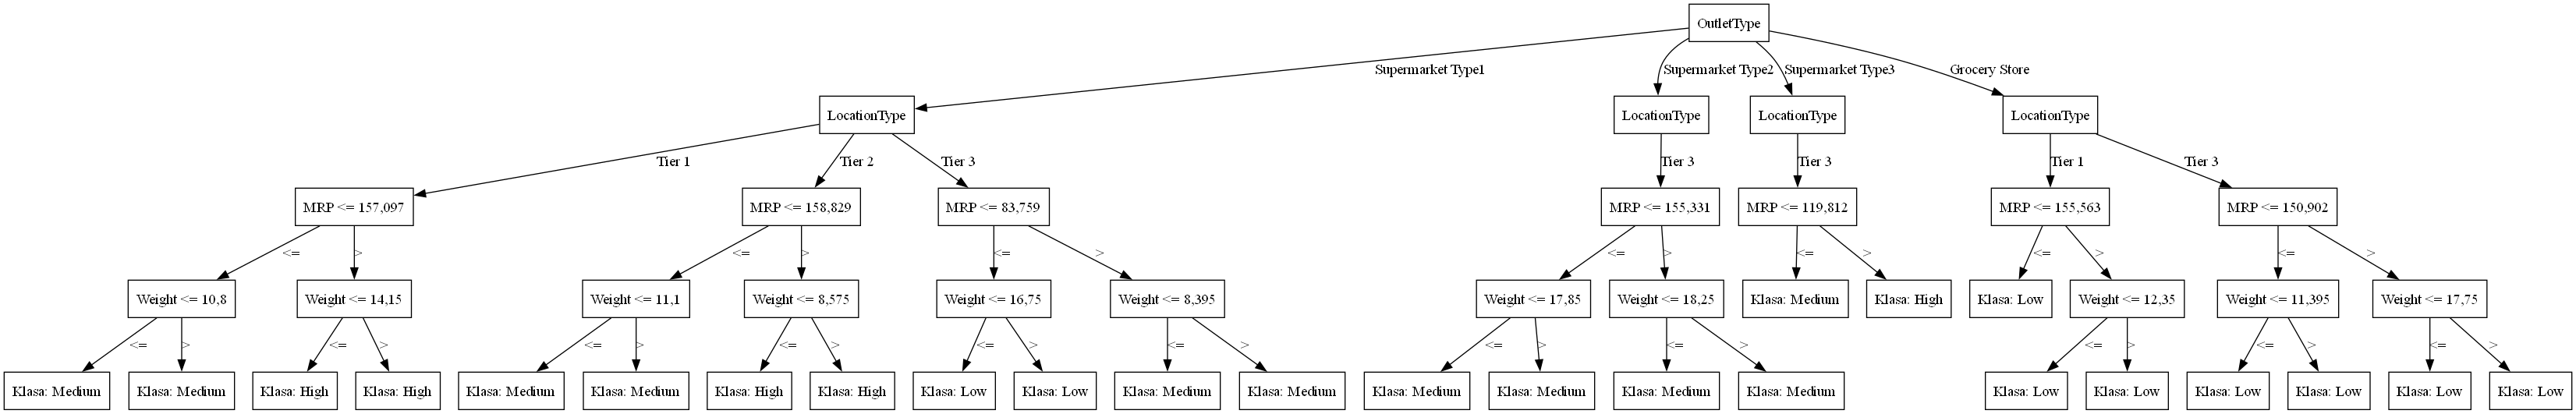 OutletType
Supermarket Type1
Supermarket Type2
Supermarket Type3
Grocery Store
LocationType
LocationType
LocationType
LocationType
Tier 1
Tier 2
Tier 3
Tier 3
Tier 3
Tier 1
Tier 3
MRP <= 157,097
MRP <= 158,829
MRP <= 83,759
MRP <= 155,331
MRP <= 119,812
MRP <= 155,563
MRP <= 150,902
<=
>
<=
>
<=
>
<=
>
<=
>
<=
>
<=
>
Weight <= 10,8
Weight <= 14,15
Weight <= 11,1
Weight <= 8,575
Weight <= 16,75
Weight <= 8,395
Weight <= 17,85
Weight <= 18,25
Klasa: Medium
Klasa: High
Klasa: Low
Weight <= 12,35
Weight <= 11,395
Weight <= 17,75
<=
>
<=
>
<=
>
<=
>
<=
>
<=
>
<=
>
<=
>
<=
>
<=
>
<=
>
Klasa: Medium
Klasa: Medium
Klasa: High
Klasa: High
Klasa: Medium
Klasa: Medium
Klasa: High
Klasa: High
Klasa: Low
Klasa: Low
Klasa: Medium
Klasa: Medium
Klasa: Medium
Klasa: Medium
Klasa: Medium
Klasa: Medium
Klasa: Low
Klasa: Low
Klasa: Low
Klasa: Low
Klasa: Low
Klasa: Low